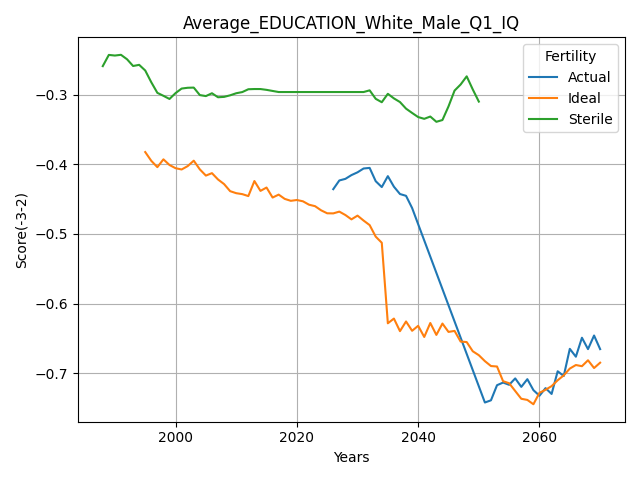 Average_EDUCATION_White_Male_Q1_IQ
Fertility
Actual
Ideal
Sterile
Score(-3-2)
−0.3
−0.4
−0.5
−0.6
−0.7
2000
2020
2040
2060
Years